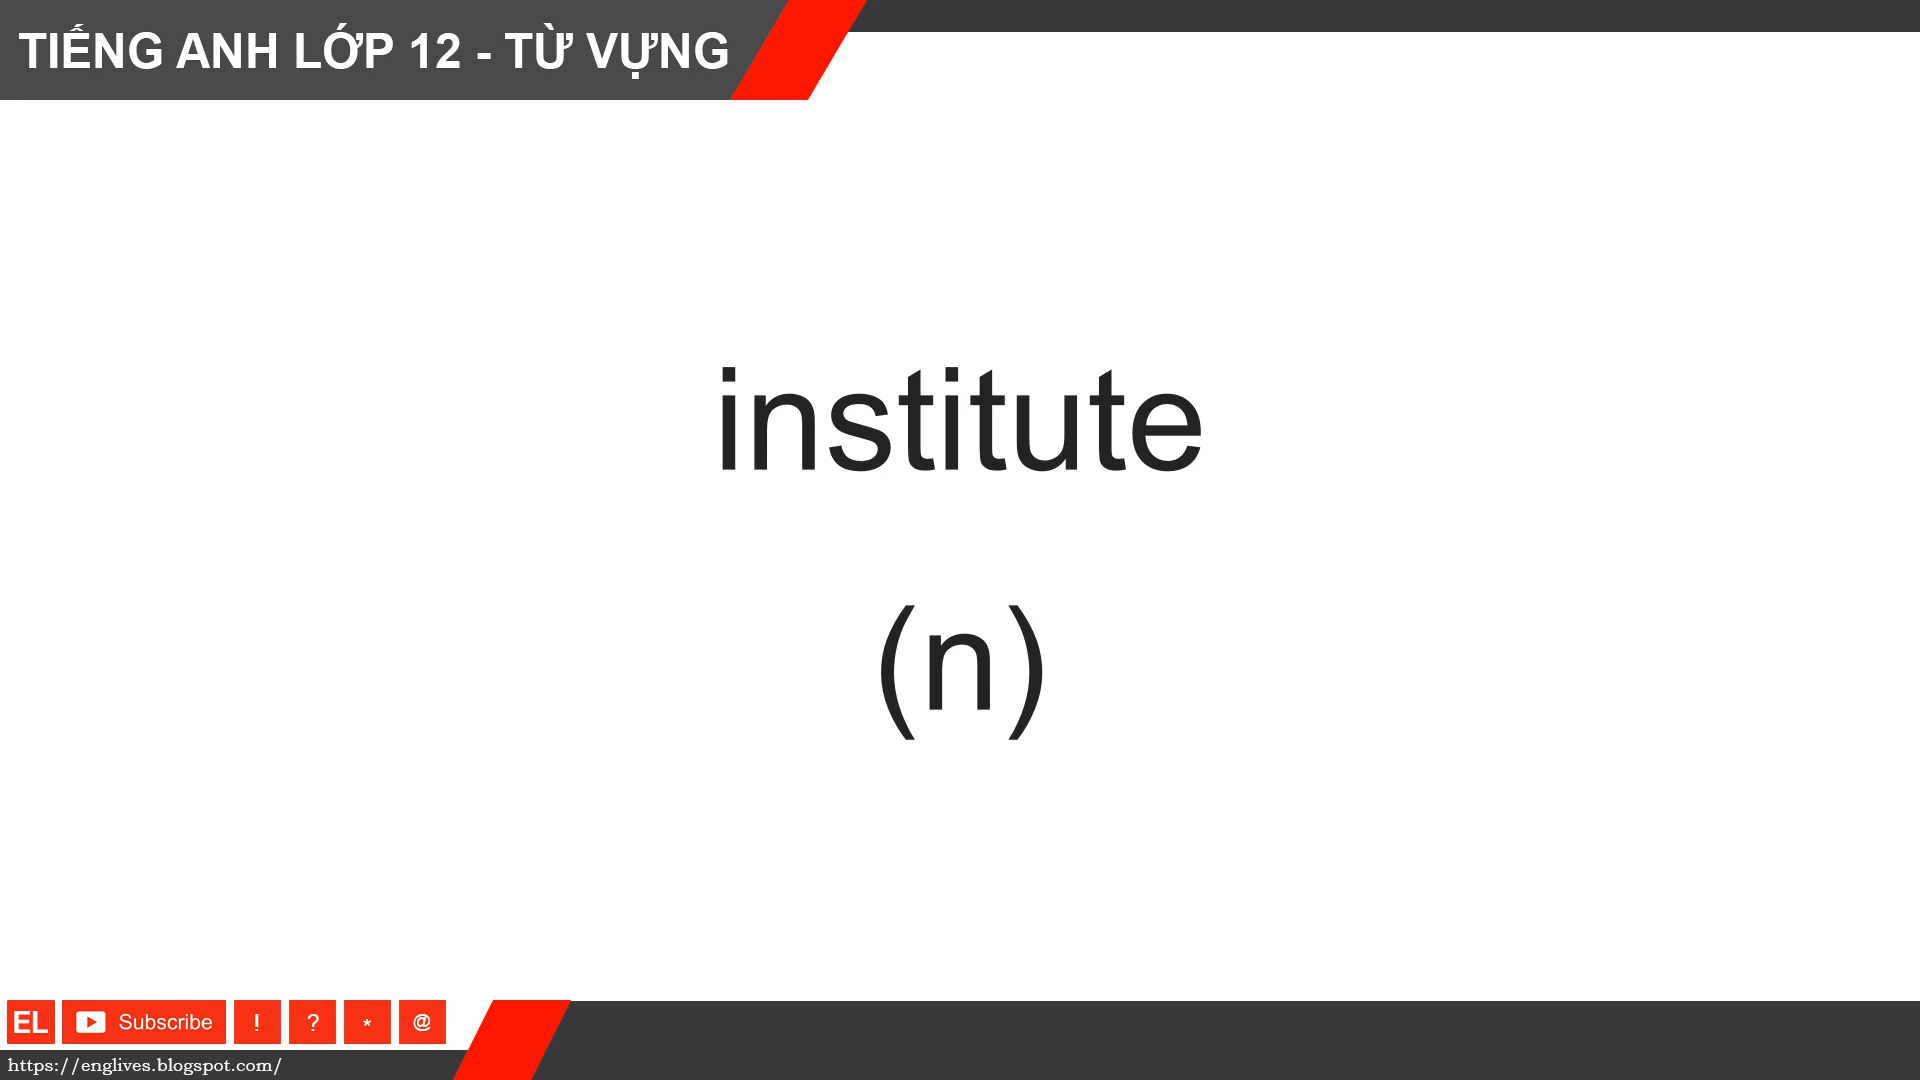 TIẾNG ANH LỚP 12 - TỪ VỰNG
institute
(n)
EL Subscribe ! ? * @
https://englives.blogspot.com/